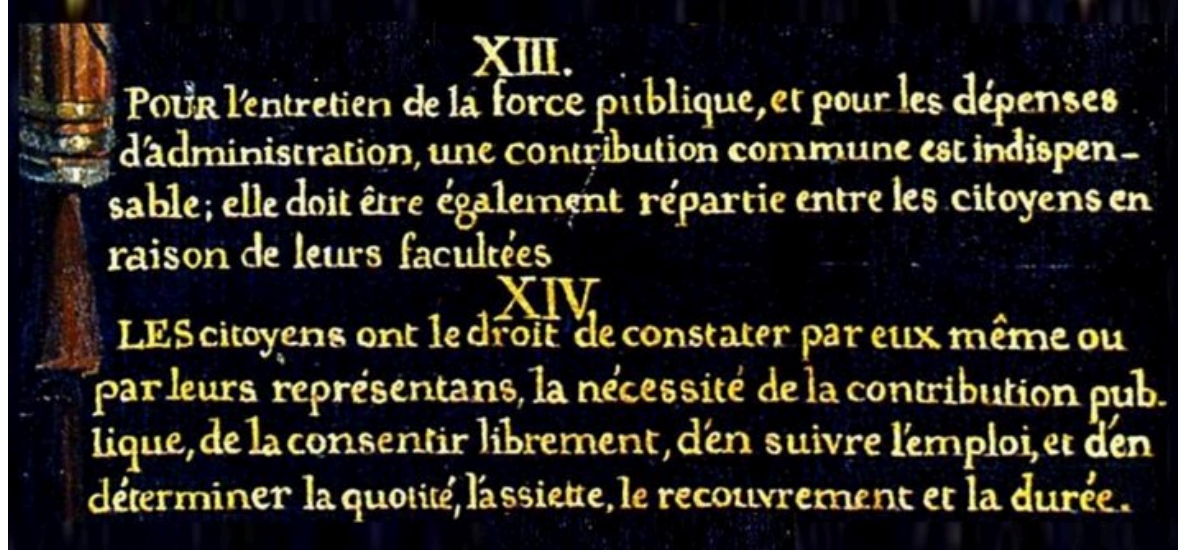 XIII.
POUR l'entretien de la force publique, et pour les dépenses
d'administration, une contribution commune est indispen-
sable; elle doit être également répartie entre les citoyens en
raison de leurs facultées
XIV
LES citoyens ont le droit de constater par eux même ou
par leurs représentans, la nécessité de la contribution pub-
lique, de la consentir librement, d'en suivre l'emploi, et d'en
déterminer la quotité, l'assiette, le recouvrement et la durée.